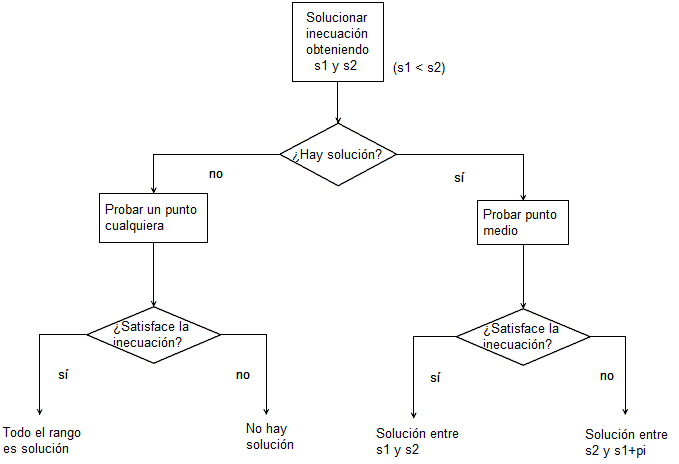 Solucionar
inecuación
obteniendo
s1 y s2
(s1 < s2)
¿Hay solución?
no
sí
Probar un punto
cualquiera
Probar punto
medio
¿Satisface la
inecuación?
¿Satisface la
inecuación?
sí
no
sí
no
Todo el rango
es solución
No hay
solución
Solución entre
s1 y s2
Solución entre
s2 y s1+pi